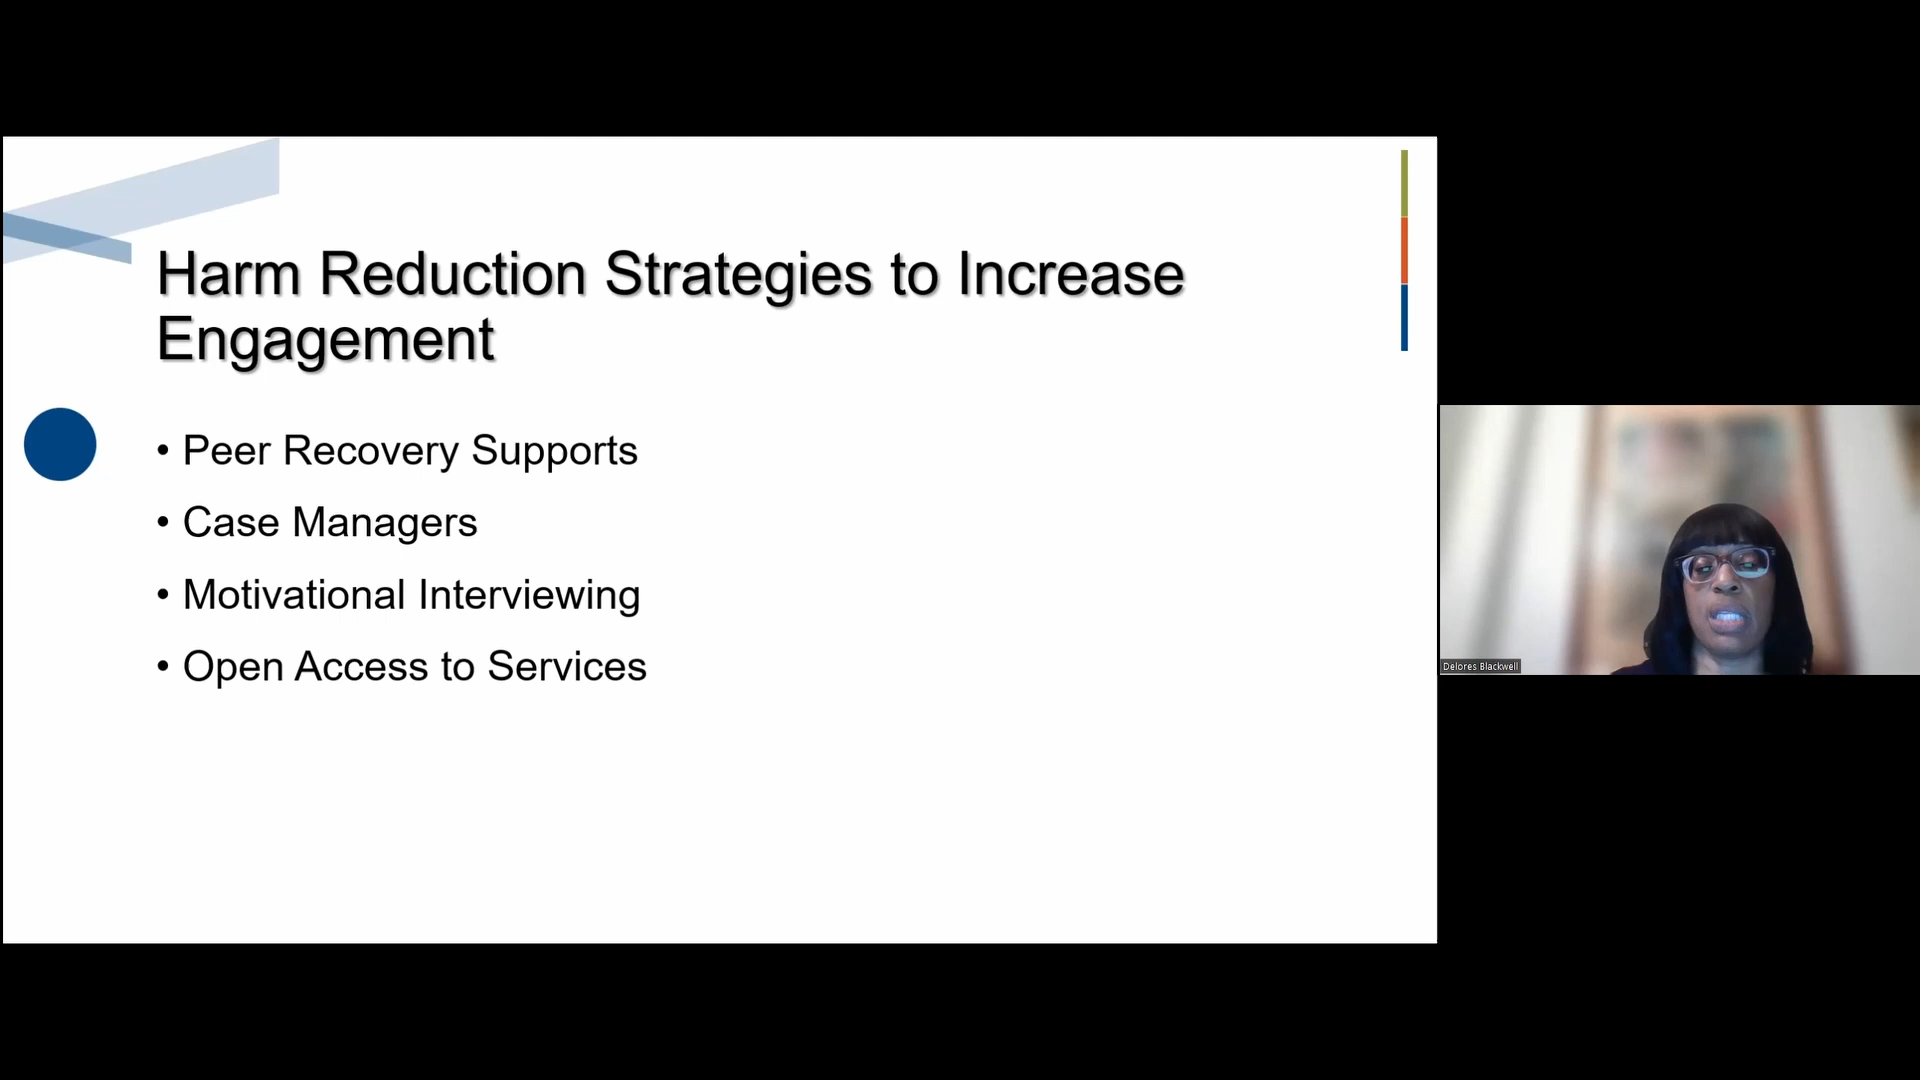 Harm Reduction Strategies to Increase
Engagement
• Peer Recovery Supports
• Case Managers
• Motivational Interviewing
• Open Access to Services
Delores Blackwell